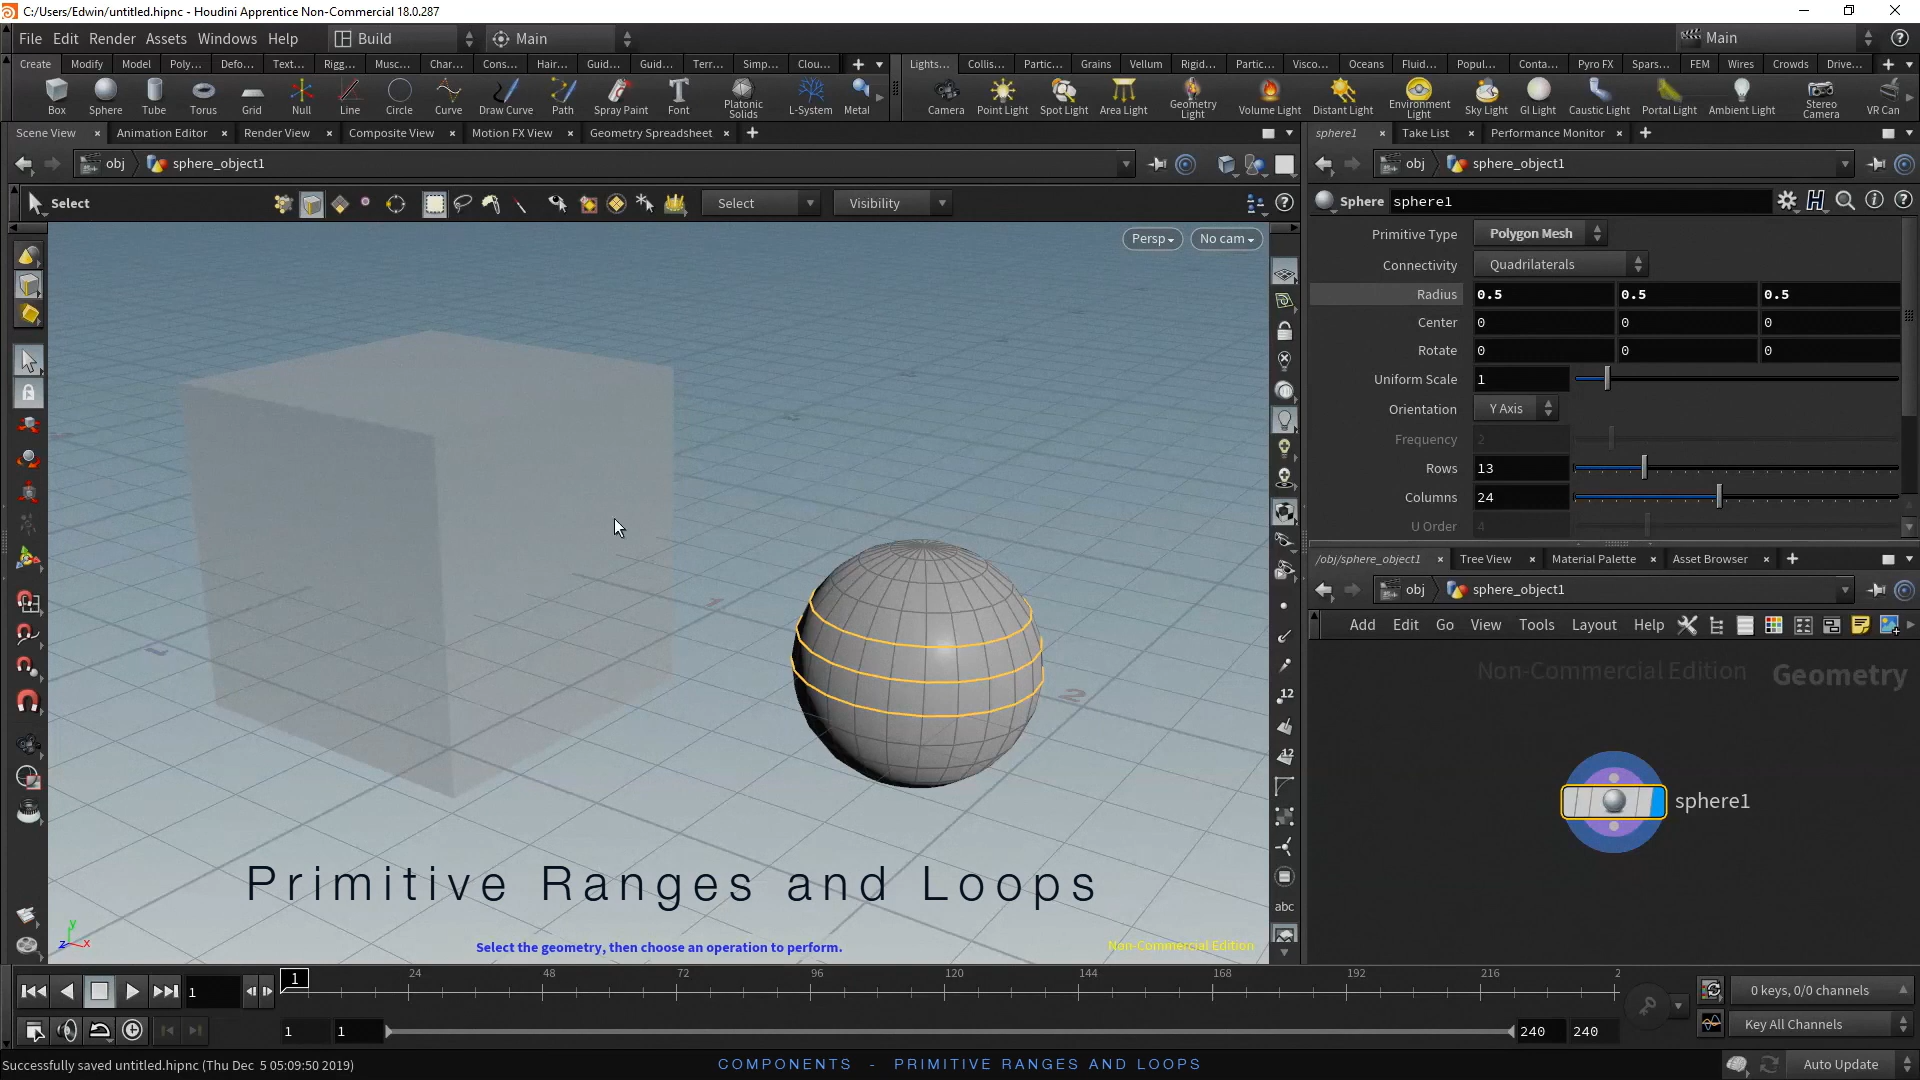 C:/Users/Edwin/untitled.hipnc - Houdini Apprentice Non-Commercial 18.0.287
File Edit Render Assets Windows Help Build Main Main
Create Modify Model Poly... Defo... Text... Rigg... Musc... Char... Cons... Hair... Guid... Guid... Terr... Simp... Clou... Lights... Collis... Partic... Grains Vellum Rigid... Partic... Visco... Oceans Fluid... Popul... Conta... Pyro FX Spars... FEM Wires Crowds Drive...
Box Sphere Tube Torus Grid Null Line Circle Curve Draw Curve Path Spray Paint Font Platonic Solids L-System Metal Camera Point Light Spot Light Area Light Geometry Light Volume Light Distant Light Environment Light Sky Light GI Light Caustic Light Portal Light Ambient Light Stereo Camera VR Can
Scene View Animation Editor Render View Composite View Motion FX View Geometry Spreadsheet sphere1 Take List Performance Monitor
obj sphere_object1 obj sphere_object1
Select Select Visibility Sphere sphere1
Persp No cam
Primitive Type Polygon Mesh
Connectivity Quadrilaterals
Radius 0.5 0.5 0.5
Center 0 0 0
Rotate 0 0 0
Uniform Scale 1
Orientation Y Axis
Frequency 2
Rows 13
Columns 24
U Order 4
/obj/sphere_object1 Tree View Material Palette Asset Browser
obj sphere_object1
Add Edit Go View Tools Layout Help
Non-Commercial Edition Geometry
1
2
12
12
sphere1
Primitive Ranges and Loops
abc
y
z x
Select the geometry, then choose an operation to perform.
Non-Commercial Edition
1 1 24 48 72 96 120 144 168 192 216 2
0 keys, 0/0 channels
1 1 240 240 Key All Channels
Successfully saved untitled.hipnc (Thu Dec 5 05:09:50 2019)
COMPONENTS - PRIMITIVE RANGES AND LOOPS
Auto Update